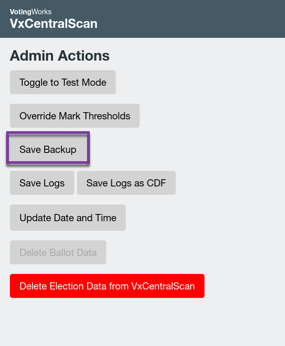 VotingWorks
VxCentralScan
Admin Actions
Toggle to Test Mode
Override Mark Thresholds
Save Backup
Save Logs Save Logs as CDF
Update Date and Time
Delete Ballot Data
Delete Election Data from VxCentralScan